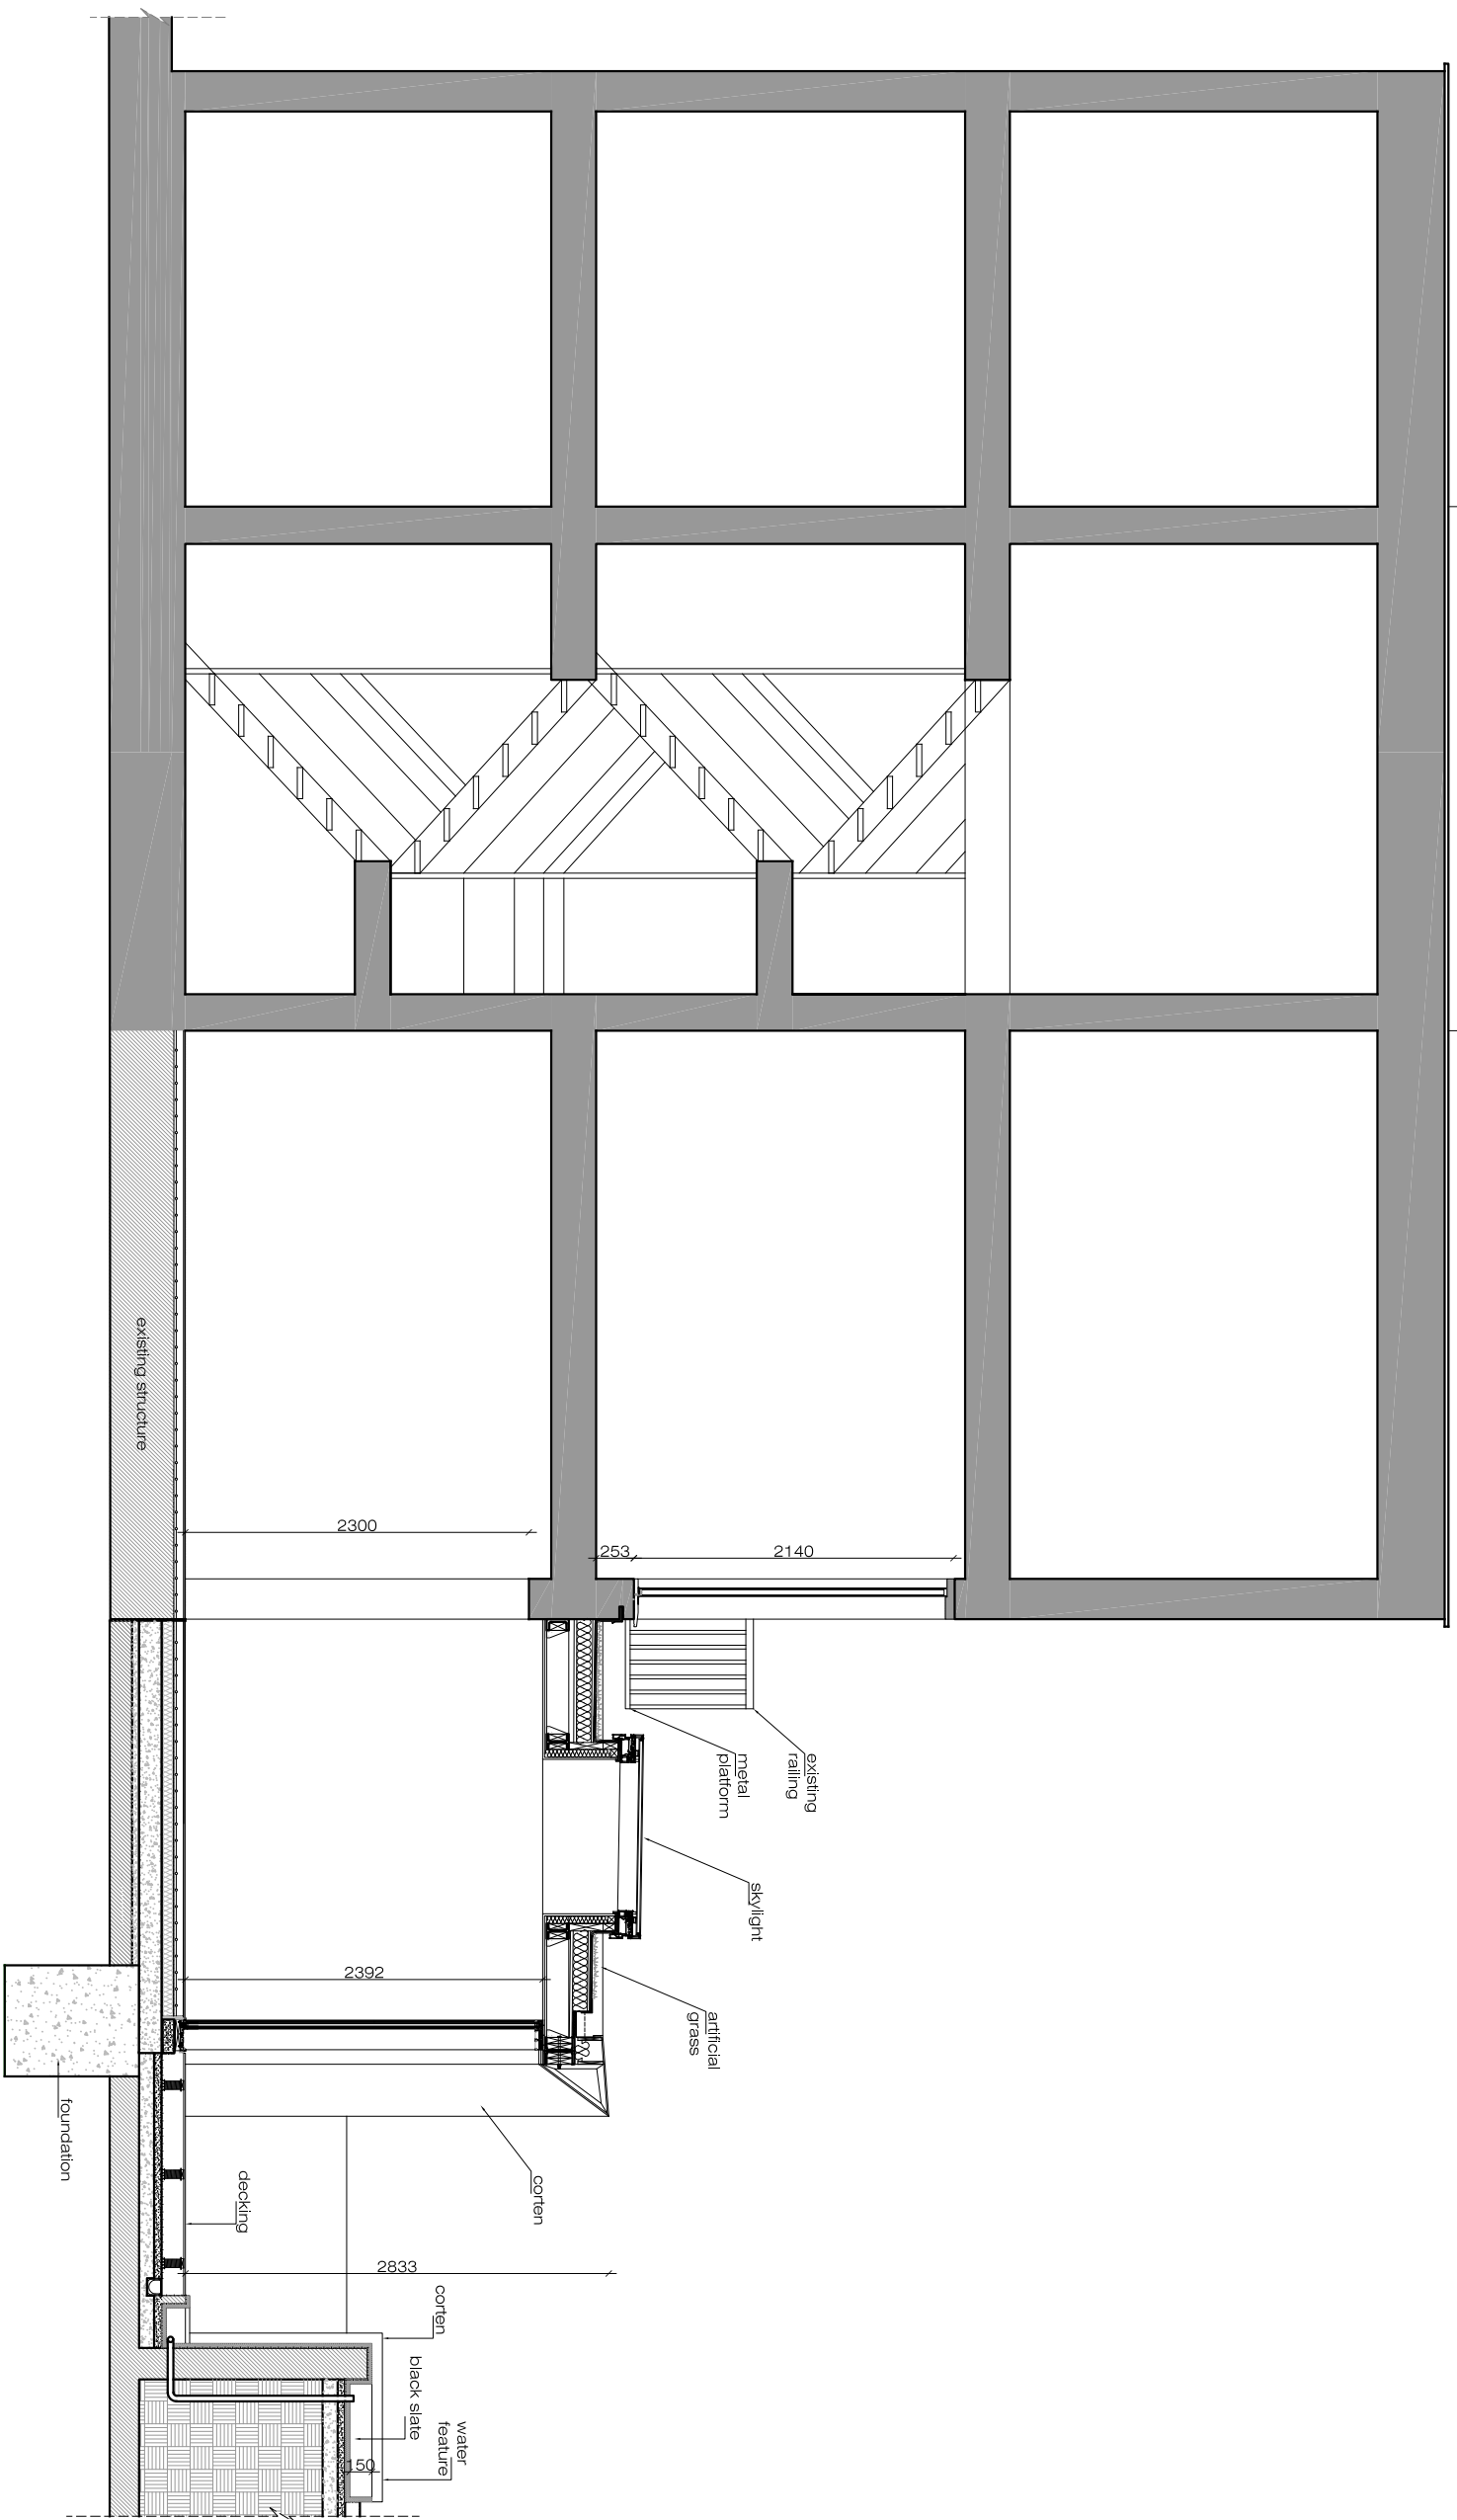 existing structure
2300
253
2140
existing
railing
metal
platform
skylight
2392
artificial
grass
foundation
corten
decking
2833
corten
black slate
water
feature
150